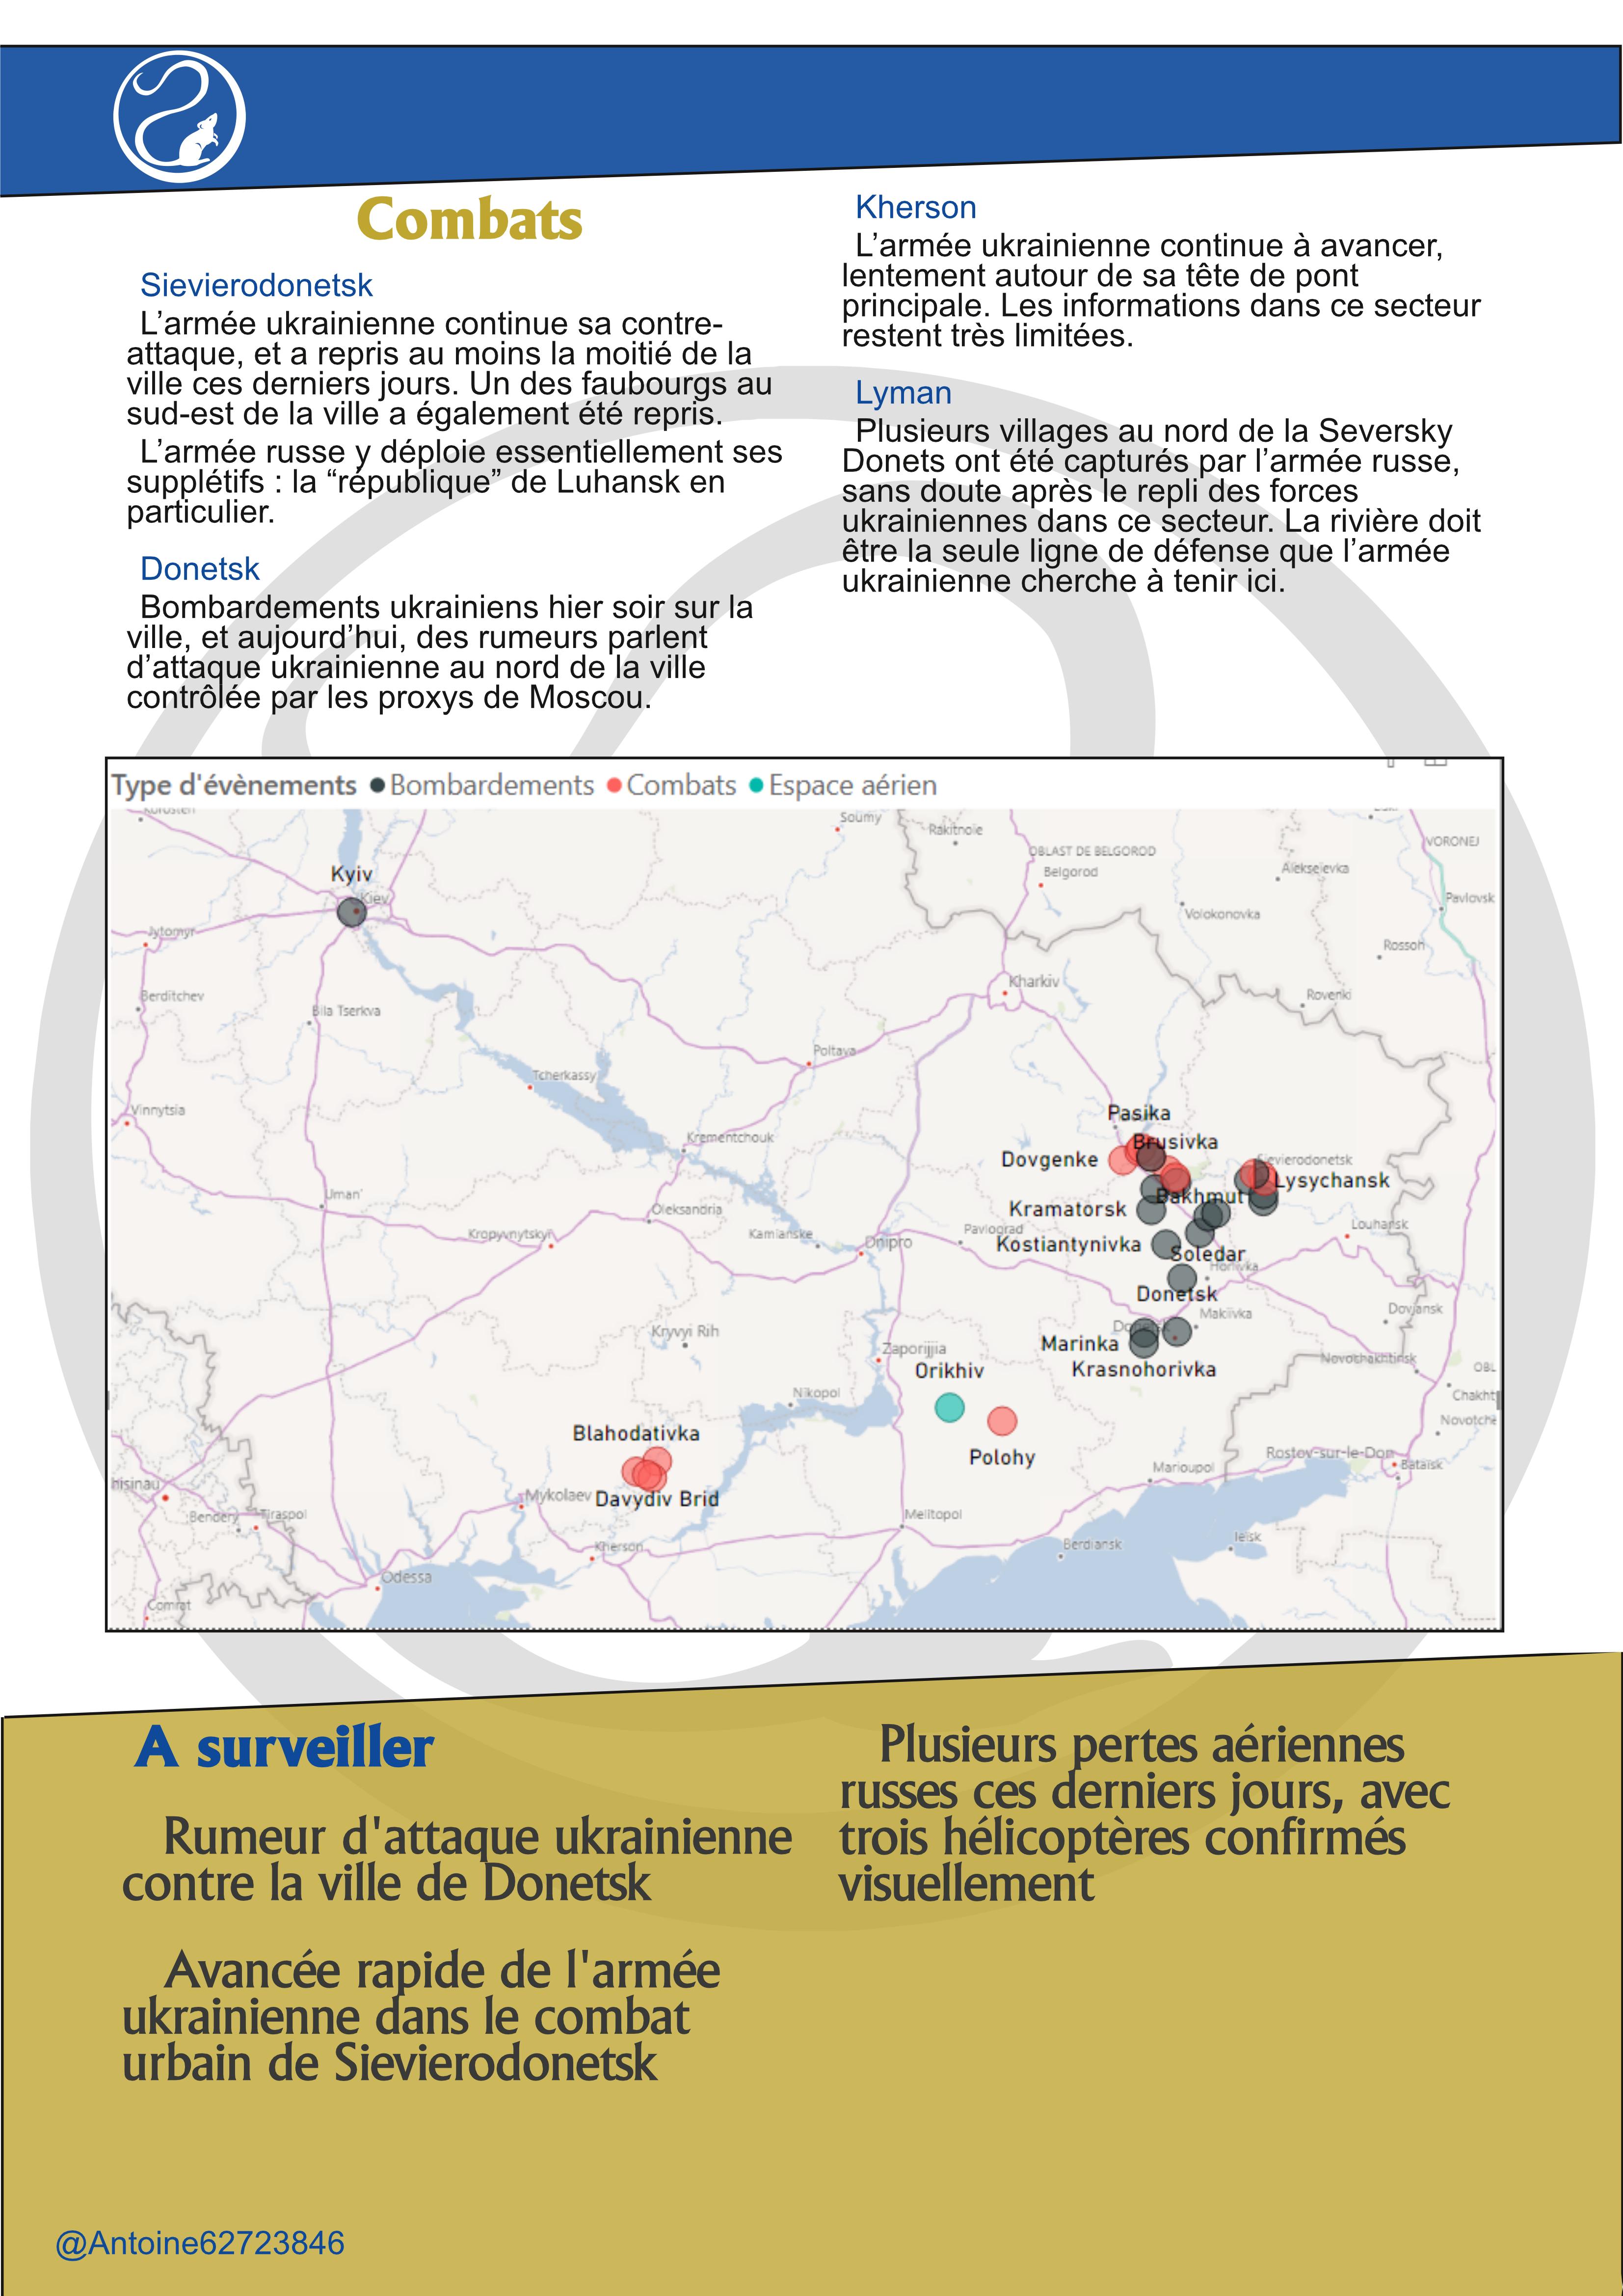 Combats
Sievierodonetsk
L’armée ukrainienne continue sa contre-
attaque, et a repris au moins la moitié de la
ville ces derniers jours. Un des faubourgs au
sud-est de la ville a également été repris.
L’armée russe y déploie essentiellement ses
supplétifs : la “république” de Luhansk en
particulier.
Donetsk
Bombardements ukrainiens hier soir sur la
ville, et aujourd’hui, des rumeurs parlent
d’attaque ukrainienne au nord de la ville
contrôlée par les proxys de Moscou.
Kherson
L’armée ukrainienne continue à avancer,
lentement autour de sa tête de pont
principale. Les informations dans ce secteur
restent très limitées.
Lyman
Plusieurs villages au nord de la Seversky
Donets ont été capturés par l’armée russe,
sans doute après le repli des forces
ukrainiennes dans ce secteur. La rivière doit
être la seule ligne de défense que l’armée
ukrainienne cherche à tenir ici.
Type d'évènements Bombardements Combats Espace aérien
Soumy
Rakitnoïe
OBLAST DE BELGOROD
VORONEJ
Belgorod
Alekseïevka
Kyiv
Kiev
Pavlovsk
Volokonovka
Jytomyr
Rossoh
Kharkiv
Berditchev
Rovenki
Bila Tserkva
Poltava
Tcherkassy
Vinnytsia
Pasika
Krementchouk
Brusivka
Dovgenke
Sievierodonetsk
Lysychansk
Uman'
Bakhmut
Oleksandria
Kramatorsk
Louhansk
Kropyvnytskyï
Kamianske
Dnipro
Pavlograd
Kostiantynivka
Soledar
Horlivka
Donetsk
Makiivka
Dovjansk
Kryvyi Rih
Donetsk
Marinka
Zaporijjia
Novochakhtinsk
Orikhiv
Krasnohorivka
OBL
Nikopol
Chakht
Novotche
Blahodativka
Polohy
Rostov-sur-le-Don
Bataïsk
Marioupol
hisinau
Mykolaev
Davydiv Brid
Bendery
Tiraspol
Melitopol
Kherson
Berdiansk
Ieïsk
Odessa
Comrat
A surveiller
Rumeur d'attaque ukrainienne
contre la ville de Donetsk
Avancée rapide de l'armée
ukrainienne dans le combat
urbain de Sievierodonetsk
Plusieurs pertes aériennes
russes ces derniers jours, avec
trois hélicoptères confirmés
visuellement
@Antoine62723846